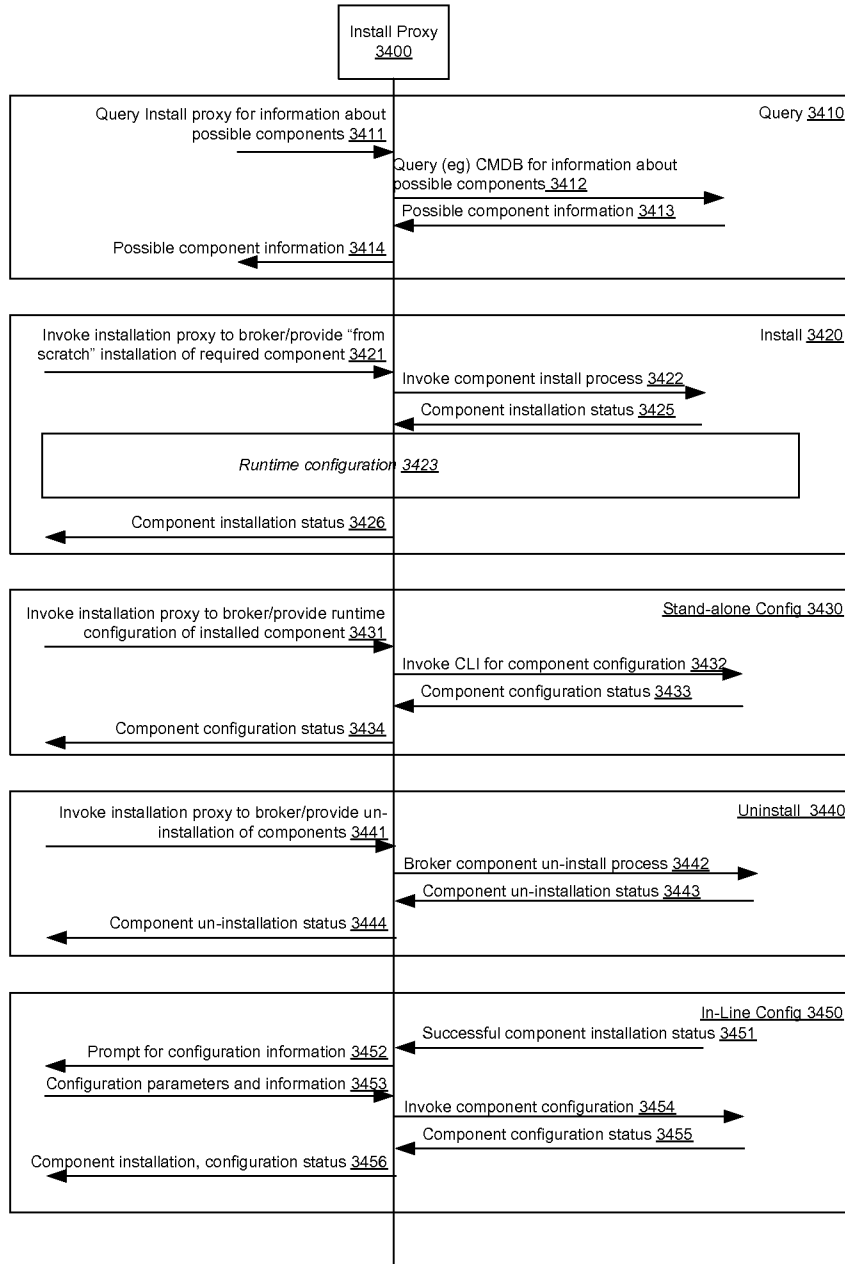 Install Proxy
3400
Query 3410
Query Install proxy for information about
possible components 3411
Query (eg) CMDB for information about
possible components 3412
Possible component information 3413
Possible component information 3414
Install 3420
Invoke installation proxy to broker/provide “from
scratch” installation of required component 3421
Invoke component install process 3422
Component installation status 3425
Runtime configuration 3423
Component installation status 3426
Stand-alone Config 3430
Invoke installation proxy to broker/provide runtime
configuration of installed component 3431
Invoke CLI for component configuration 3432
Component configuration status 3433
Component configuration status 3434
Uninstall 3440
Invoke installation proxy to broker/provide un-
installation of components 3441
Broker component un-install process 3442
Component un-installation status 3443
Component un-installation status 3444
In-Line Config 3450
Successful component installation status 3451
Prompt for configuration information 3452
Configuration parameters and information 3453
Invoke component configuration 3454
Component configuration status 3455
Component installation, configuration status 3456